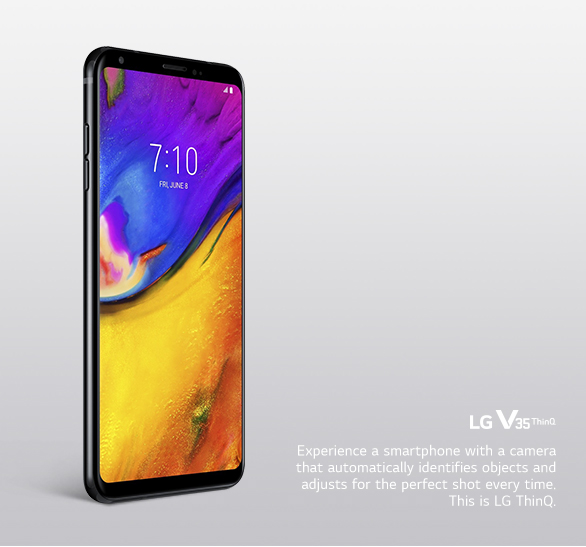 7:10
FRI, JUNE 8
LG V35 ThinQ
Experience a smartphone with a camera
that automatically identifies objects and
adjusts for the perfect shot every time.
This is LG ThinQ.